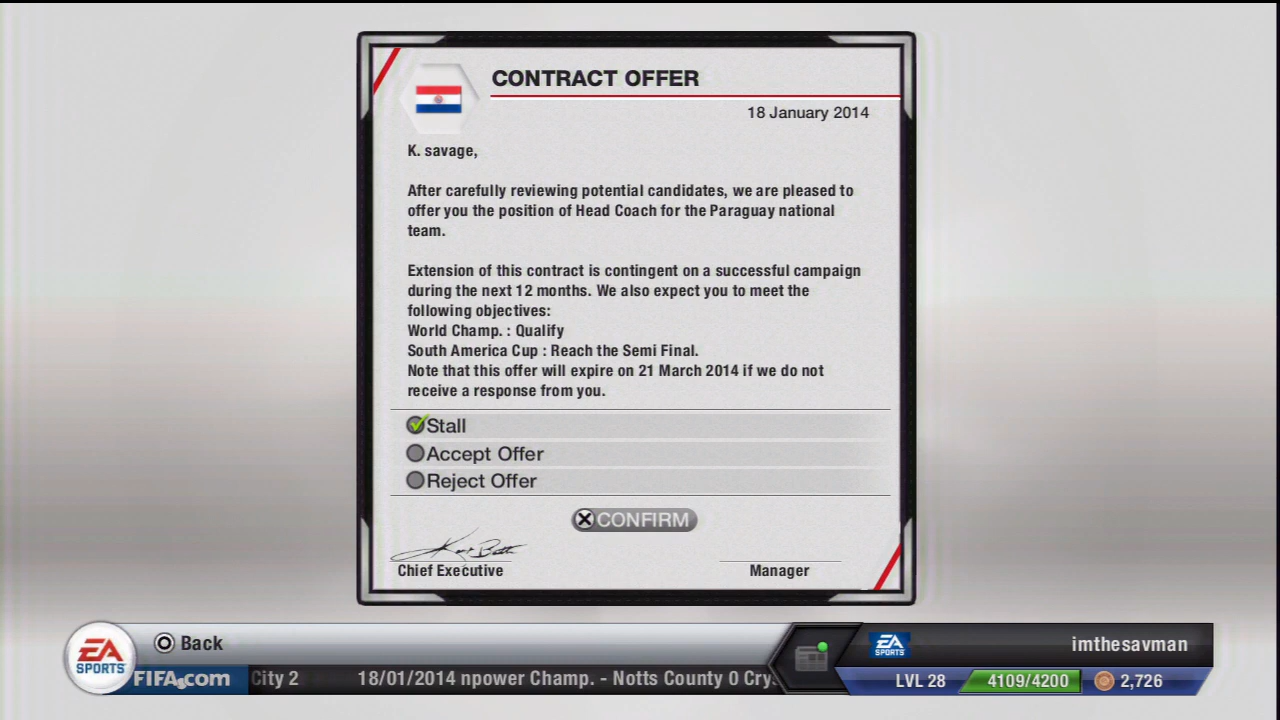 CONTRACT OFFER
18 January 2014
K. savage,
After carefully reviewing potential candidates, we are pleased to
offer you the position of Head Coach for the Paraguay national
team.
Extension of this contract is contingent on a successful campaign
during the next 12 months. We also expect you to meet the
following objectives:
World Champ. : Qualify
South America Cup : Reach the Semi Final.
Note that this offer will expire on 21 March 2014 if we do not
receive a response from you.
Stall
Accept Offer
Reject Offer
CONFIRM
Chief Executive
Manager
EA SPORTS
Back
EA SPORTS
imthesavman
FIFA.com
City 2
18/01/2014 npower Champ. - Notts County 0 Cry
LVL 28
4109/4200
2,726